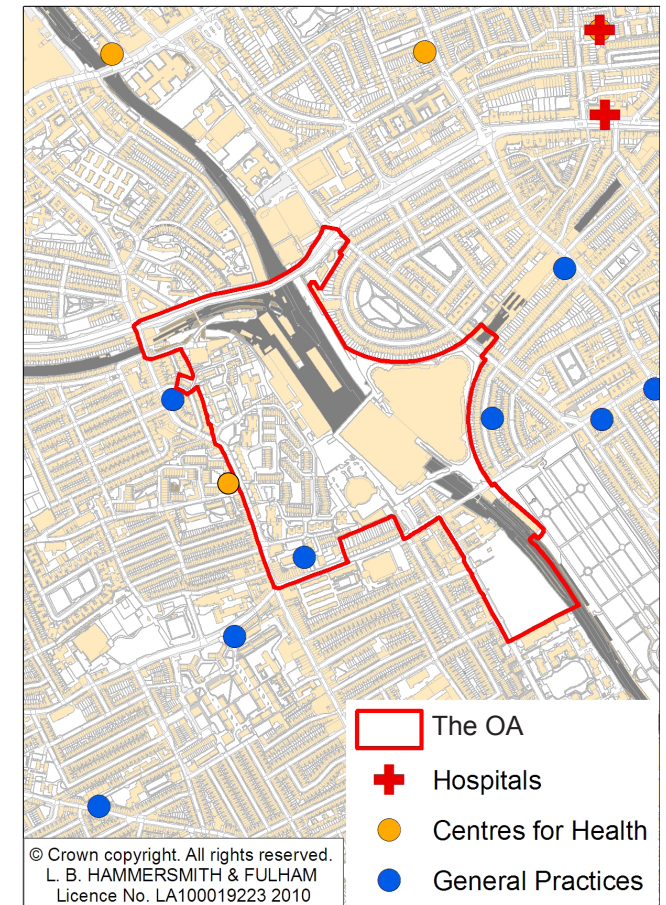 The OA
Hospitals
Centres for Health
General Practices
© Crown copyright. All rights reserved.
L. B. HAMMERSMITH & FULHAM
Licence No. LA100019223 2010